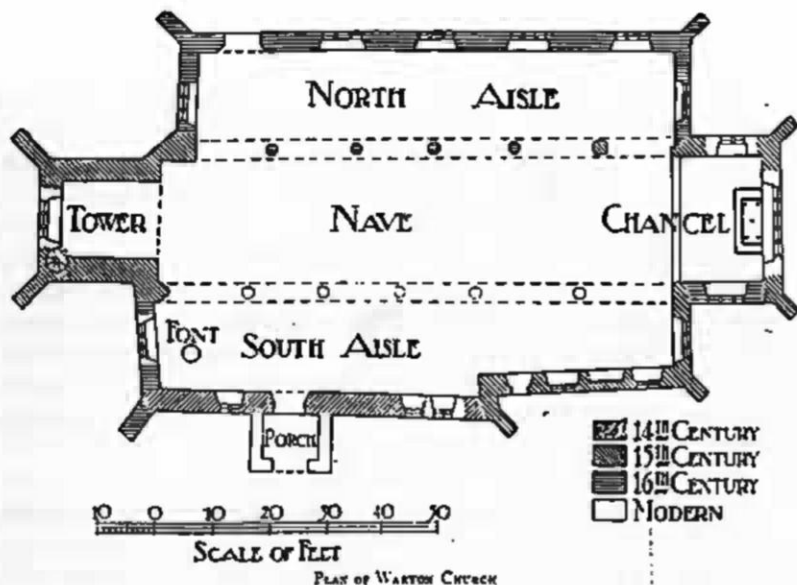 NORTH AISLE
TOWER
NAVE
CHANCEL
FONT
SOUTH AISLE
PORCH
14TH CENTURY
15TH CENTURY
16TH CENTURY
MODERN
10 0 10 20 30 40 50
SCALE OF FEET
PLAN OF WARTON CHURCH